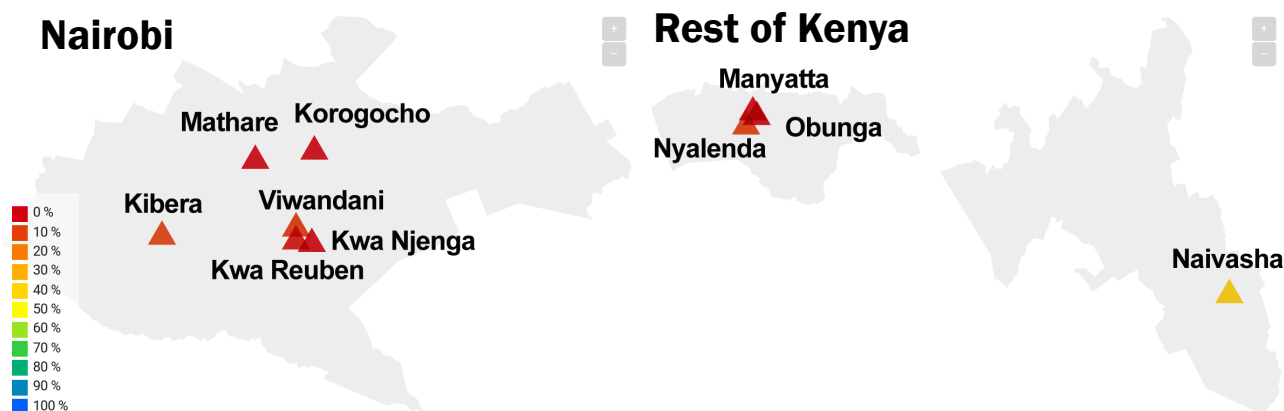 Nairobi
+
−
Mathare
Korogocho
Kibera
Viwandani
Kwa Njenga
Kwa Reuben
0 %
10 %
20 %
30 %
40 %
50 %
60 %
70 %
80 %
90 %
100 %
Rest of Kenya
+
−
Manyatta
Obunga
Nyalenda
Naivasha